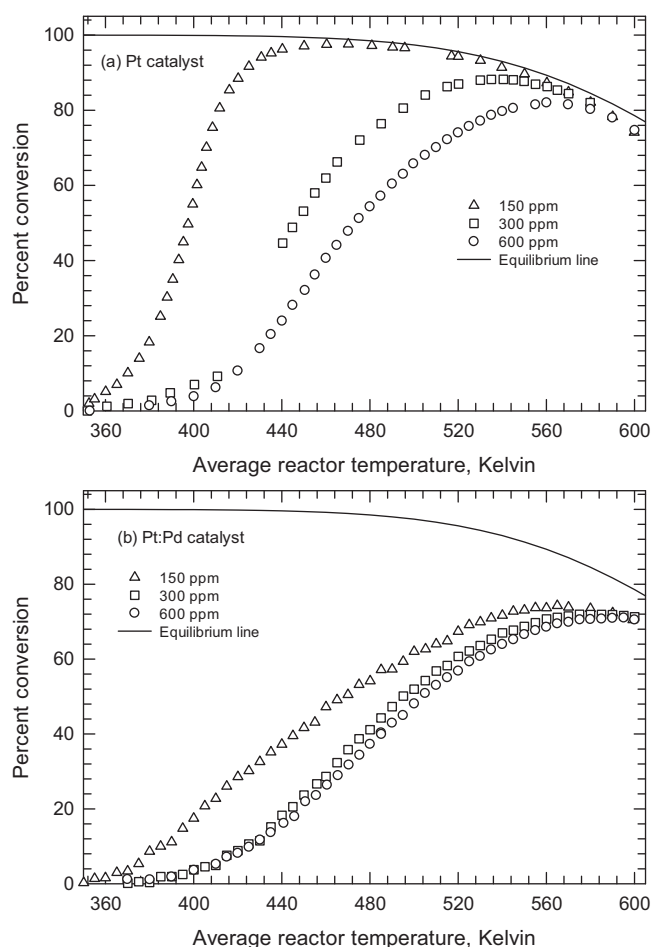 100
80
60
40
20
0
Percent conversion
(a) Pt catalyst
150 ppm
300 ppm
600 ppm
Equilibrium line
360 400 440 480 520 560 600
Average reactor temperature, Kelvin
100
80
60
40
20
0
Percent conversion
(b) Pt:Pd catalyst
150 ppm
300 ppm
600 ppm
Equilibrium line
360 400 440 480 520 560 600
Average reactor temperature, Kelvin